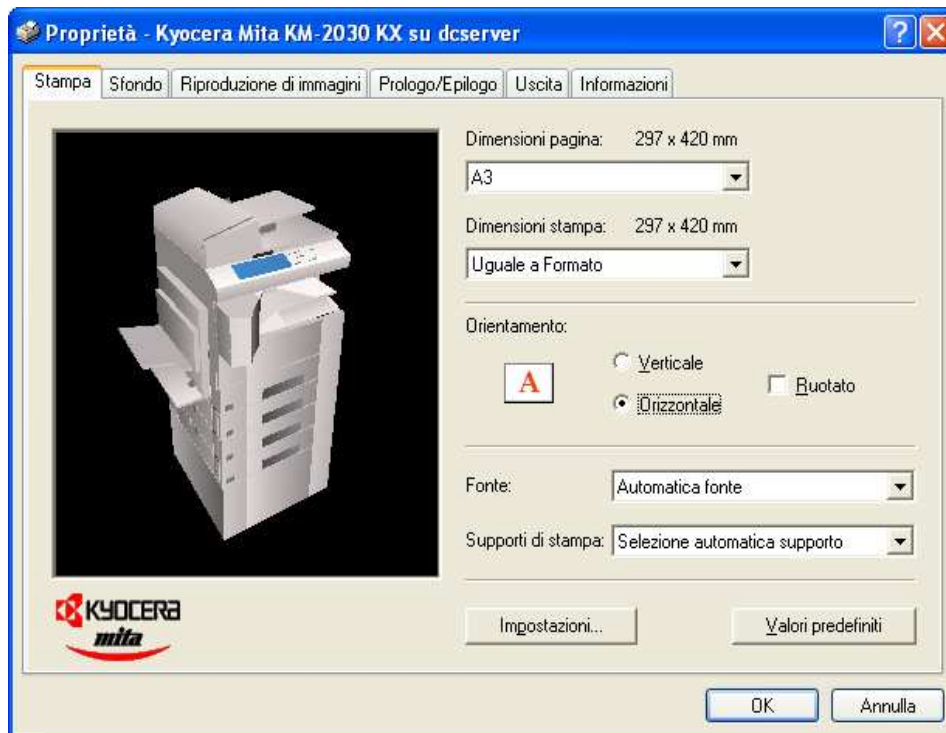 Proprietà - Kyocera Mita KM-2030 KX su dcserver
Stampa Sfondo Riproduzione di immagini Prologo/Epilogo Uscita Informazioni
Dimensioni pagina: 297 x 420 mm
A3
Dimensioni stampa: 297 x 420 mm
Uguale a Formato
Orientamento:
A
Verticale
Orizzontale
Ruotato
Fonte: Automatica fonte
Supporti di stampa: Selezione automatica supporto
KYOCERA
mita
Impostazioni... Valori predefiniti
OK Annulla